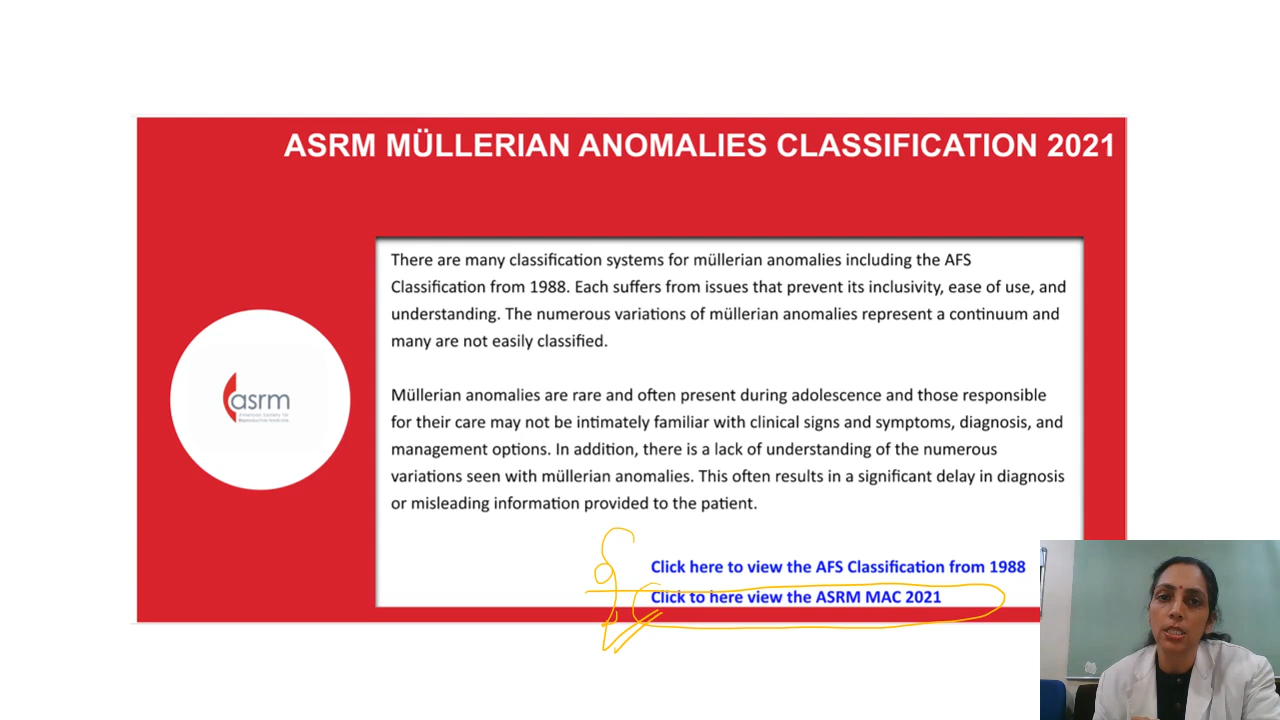 ASRM MÜLLERIAN ANOMALIES CLASSIFICATION 2021
There are many classification systems for müllerian anomalies including the AFS
Classification from 1988. Each suffers from issues that prevent its inclusivity, ease of use, and
understanding. The numerous variations of müllerian anomalies represent a continuum and
many are not easily classified.
asrm
American Society for
Reproductive Medicine
Müllerian anomalies are rare and often present during adolescence and those responsible
for their care may not be intimately familiar with clinical signs and symptoms, diagnosis, and
management options. In addition, there is a lack of understanding of the numerous
variations seen with müllerian anomalies. This often results in a significant delay in diagnosis
or misleading information provided to the patient.
Click here to view the AFS Classification from 1988
Click to here view the ASRM MAC 2021